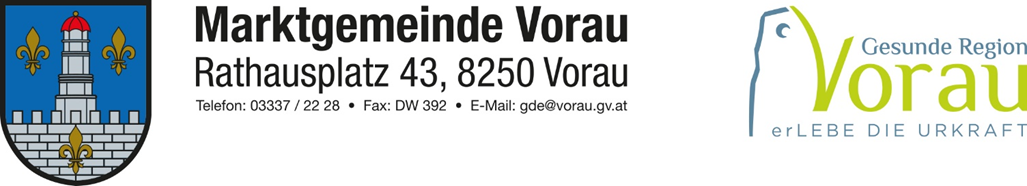 Marktgemeinde Vorau
Rathausplatz 43, 8250 Vorau
Telefon: 03337 / 22 28 • Fax: DW 392 • E-Mail: gde@vorau.gv.at
Gesunde Region
Vorau
erLEBE DIE URKRAFT